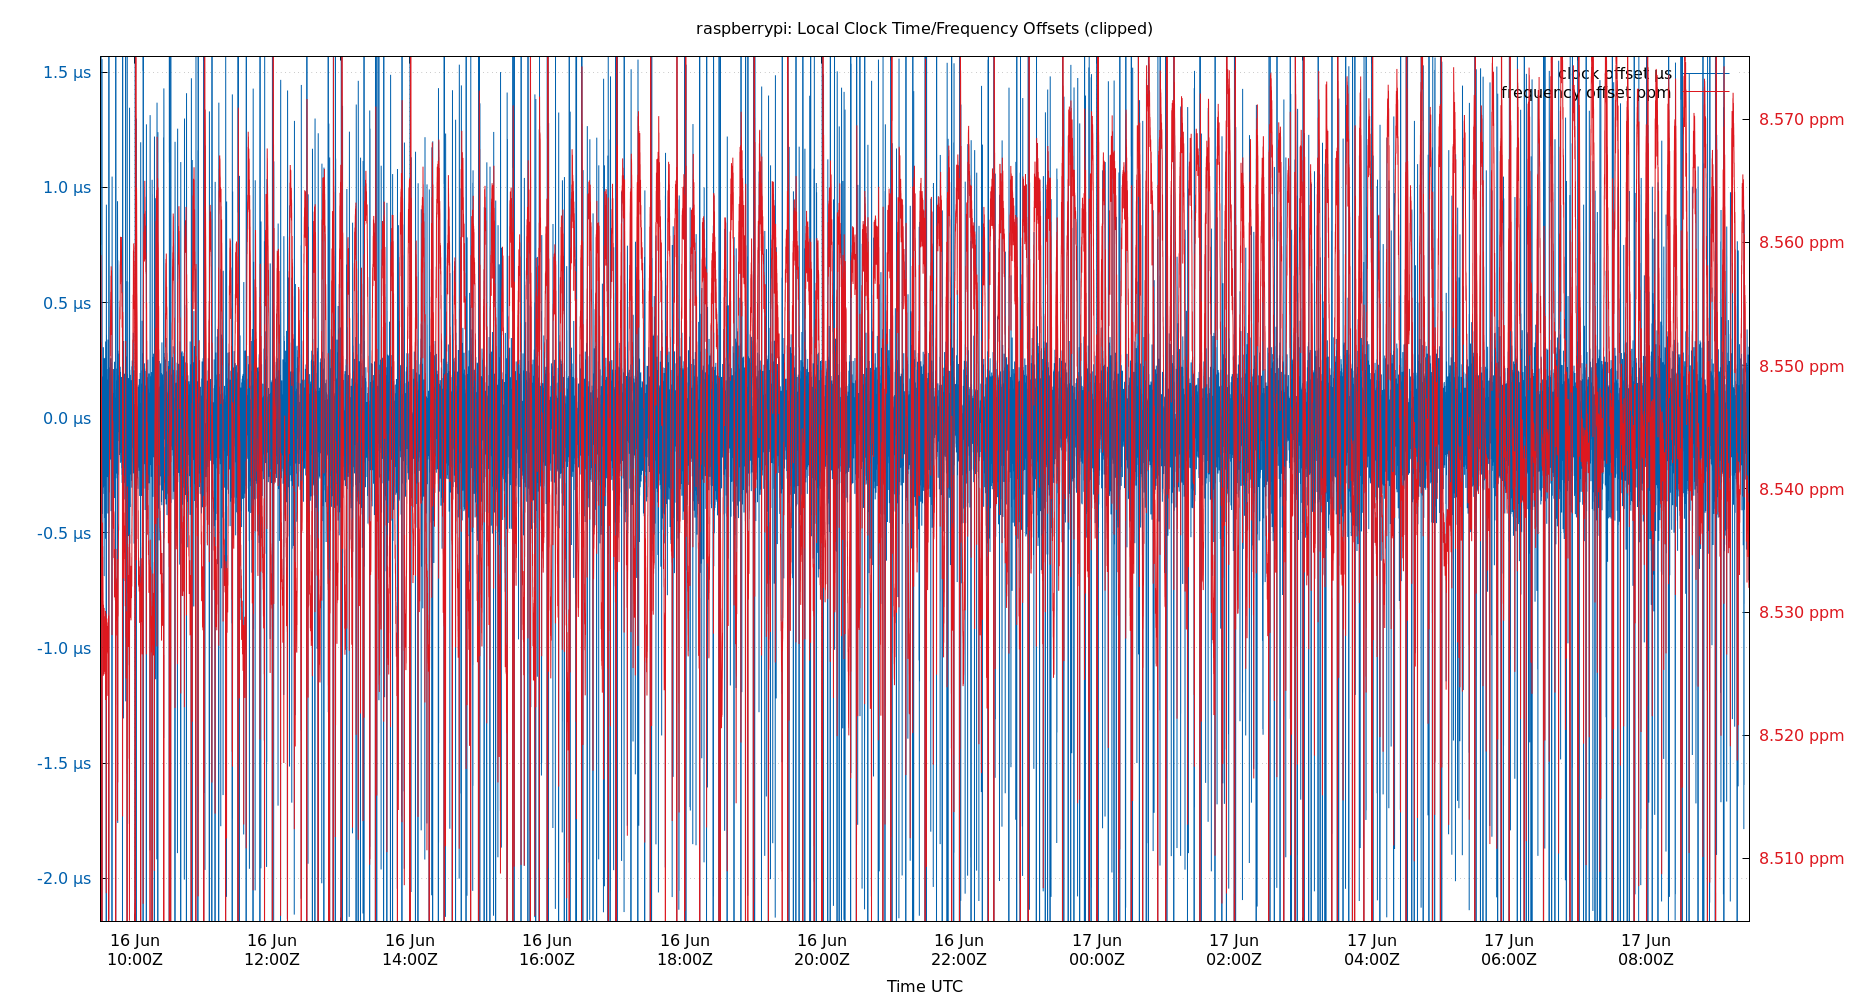 raspberrypi: Local Clock Time/Frequency Offsets (clipped)
clock offset µs
frequency offset ppm
1.5 µs
1.0 µs
0.5 µs
0.0 µs
-0.5 µs
-1.0 µs
-1.5 µs
-2.0 µs
8.570 ppm
8.560 ppm
8.550 ppm
8.540 ppm
8.530 ppm
8.520 ppm
8.510 ppm
16 Jun 16 Jun 16 Jun 16 Jun 16 Jun 16 Jun 16 Jun 17 Jun 17 Jun 17 Jun 17 Jun 17 Jun
10:00Z 12:00Z 14:00Z 16:00Z 18:00Z 20:00Z 22:00Z 00:00Z 02:00Z 04:00Z 06:00Z 08:00Z
Time UTC